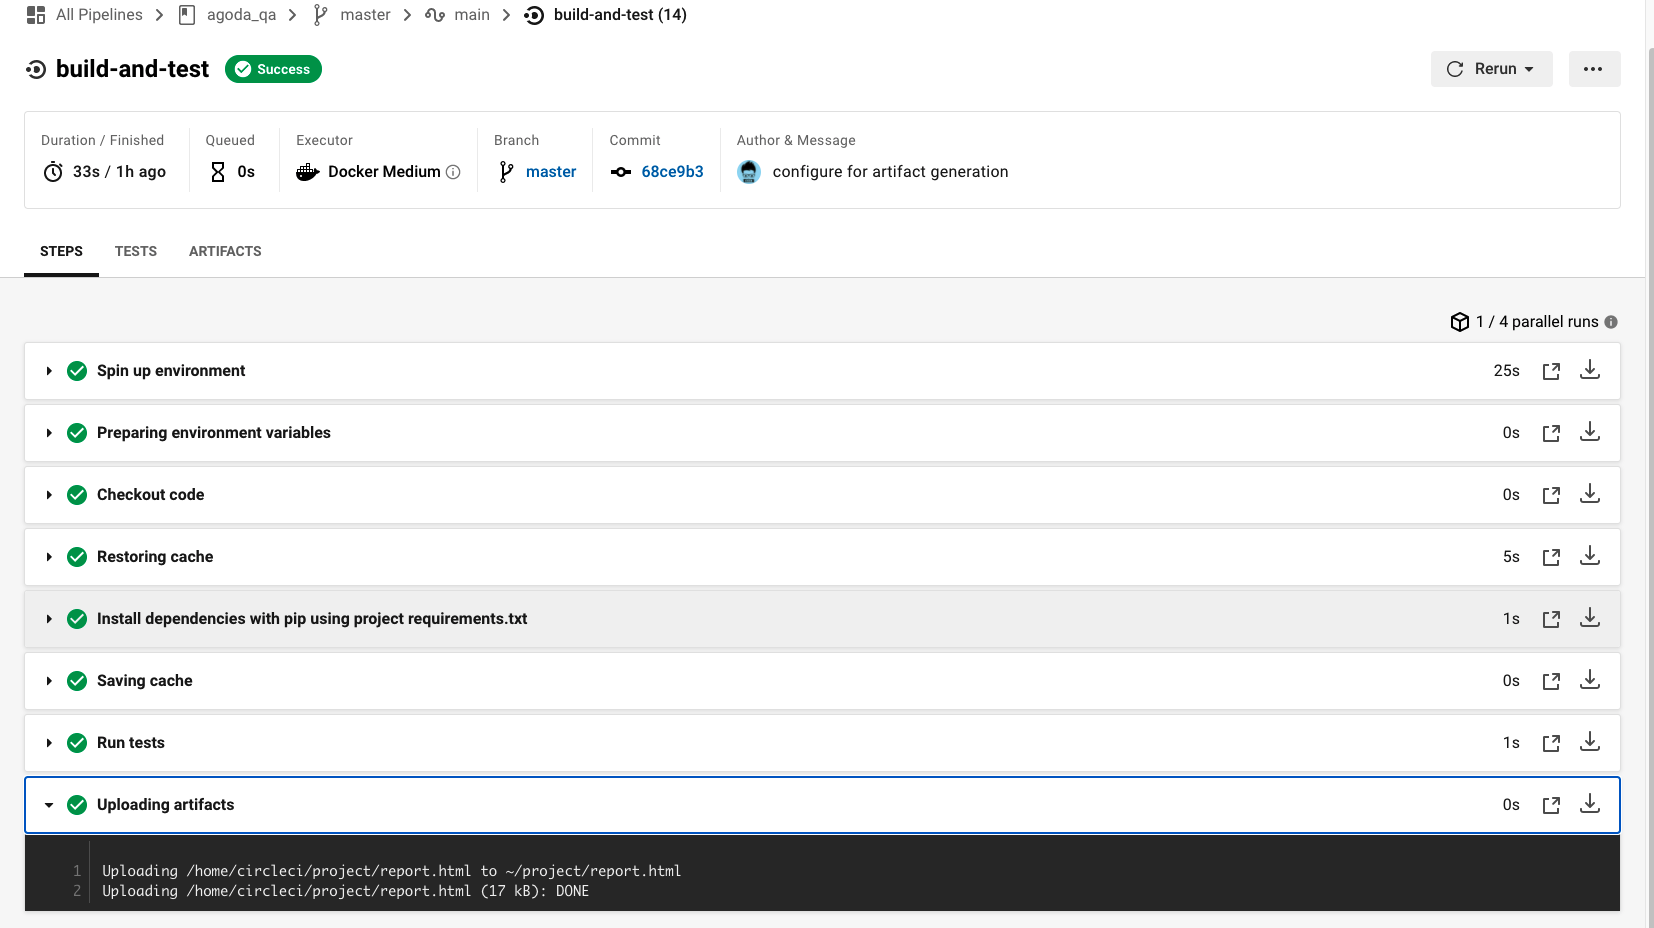 All Pipelines agoda_qa master main build-and-test (14)
build-and-test Success Rerun
Duration / Finished Queued Executor Branch Commit Author & Message
33s / 1h ago 0s Docker Medium master 68ce9b3 configure for artifact generation
STEPS TESTS ARTIFACTS
1 / 4 parallel runs
Spin up environment 25s
Preparing environment variables 0s
Checkout code 0s
Restoring cache 5s
Install dependencies with pip using project requirements.txt 1s
Saving cache 0s
Run tests 1s
Uploading artifacts 0s
1 Uploading /home/circleci/project/report.html to ~/project/report.html
2 Uploading /home/circleci/project/report.html (17 kB): DONE